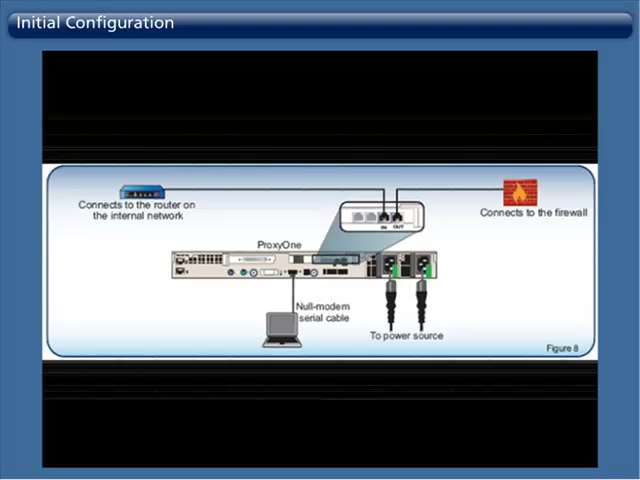 Initial Configuration
Connects to the router on
the internal network
IN OUT
Connects to the firewall
ProxyOne
Null-modem
serial cable
To power source
Figure 8